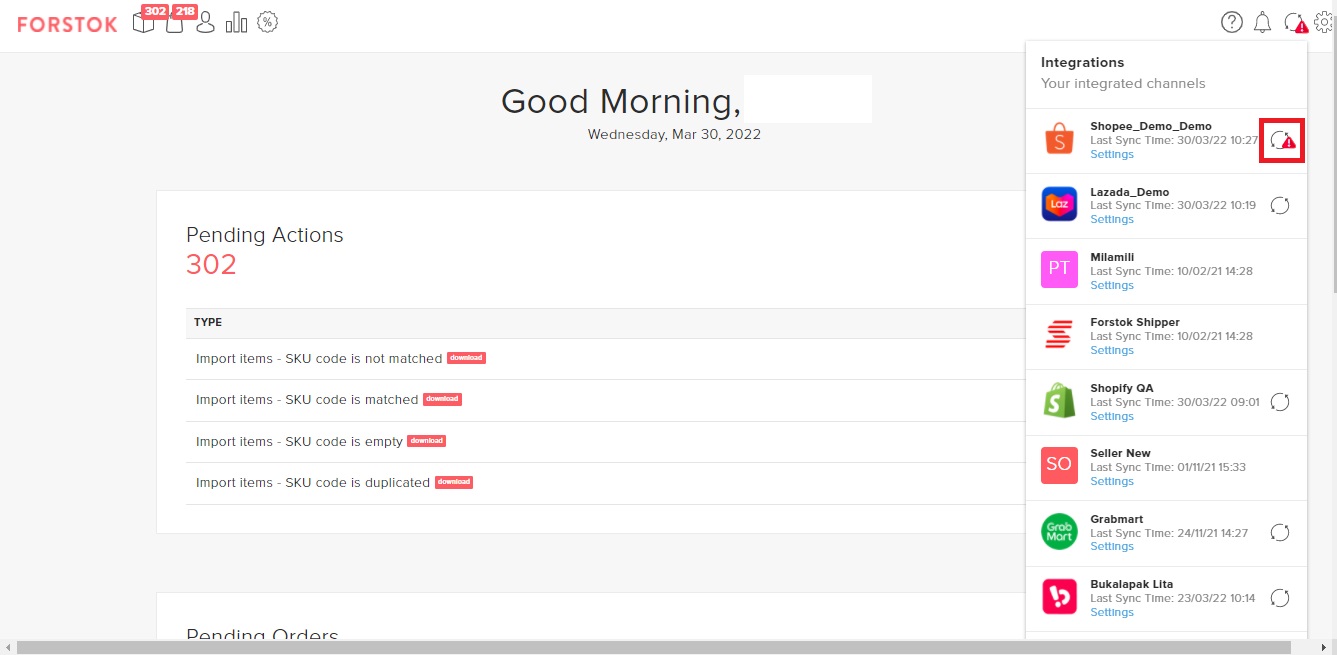 FORSTOK
302
218
Good Morning,
Wednesday, Mar 30, 2022
Pending Actions
302
TYPE
Import items - SKU code is not matched download
Import items - SKU code is matched download
Import items - SKU code is empty download
Import items - SKU code is duplicated download
Pending Orders
Integrations
Your integrated channels
S
Shopee_Demo_Demo
Last Sync Time: 30/03/22 10:27
Settings
Laz
Lazada_Demo
Last Sync Time: 30/03/22 10:19
Settings
PT
Milamili
Last Sync Time: 10/02/21 14:28
Settings
Forstok Shipper
Last Sync Time: 10/02/21 14:28
Settings
S
Shopify QA
Last Sync Time: 30/03/22 09:01
Settings
SO
Seller New
Last Sync Time: 01/11/21 15:33
Settings
Grab
Mart
Grabmart
Last Sync Time: 24/11/21 14:27
Settings
Bukalapak Lita
Last Sync Time: 23/03/22 10:14
Settings